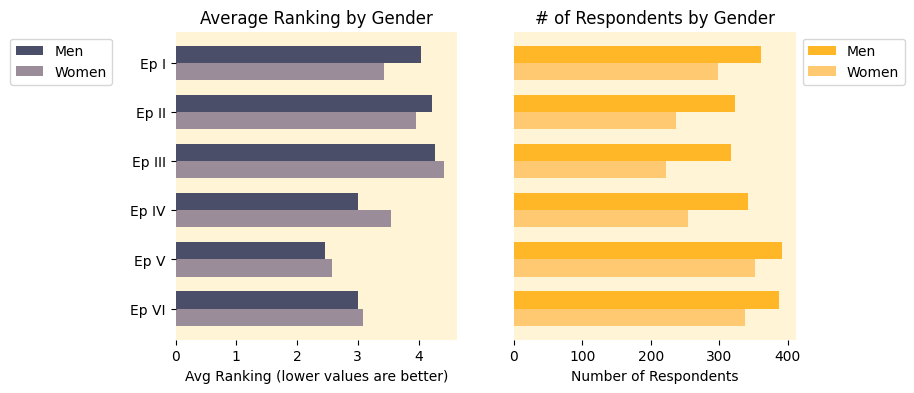 Average Ranking by Gender
# of Respondents by Gender
Men
Women
Men
Women
Ep I
Ep II
Ep III
Ep IV
Ep V
Ep VI
0 1 2 3 4
0 100 200 300 400
Avg Ranking (lower values are better)
Number of Respondents